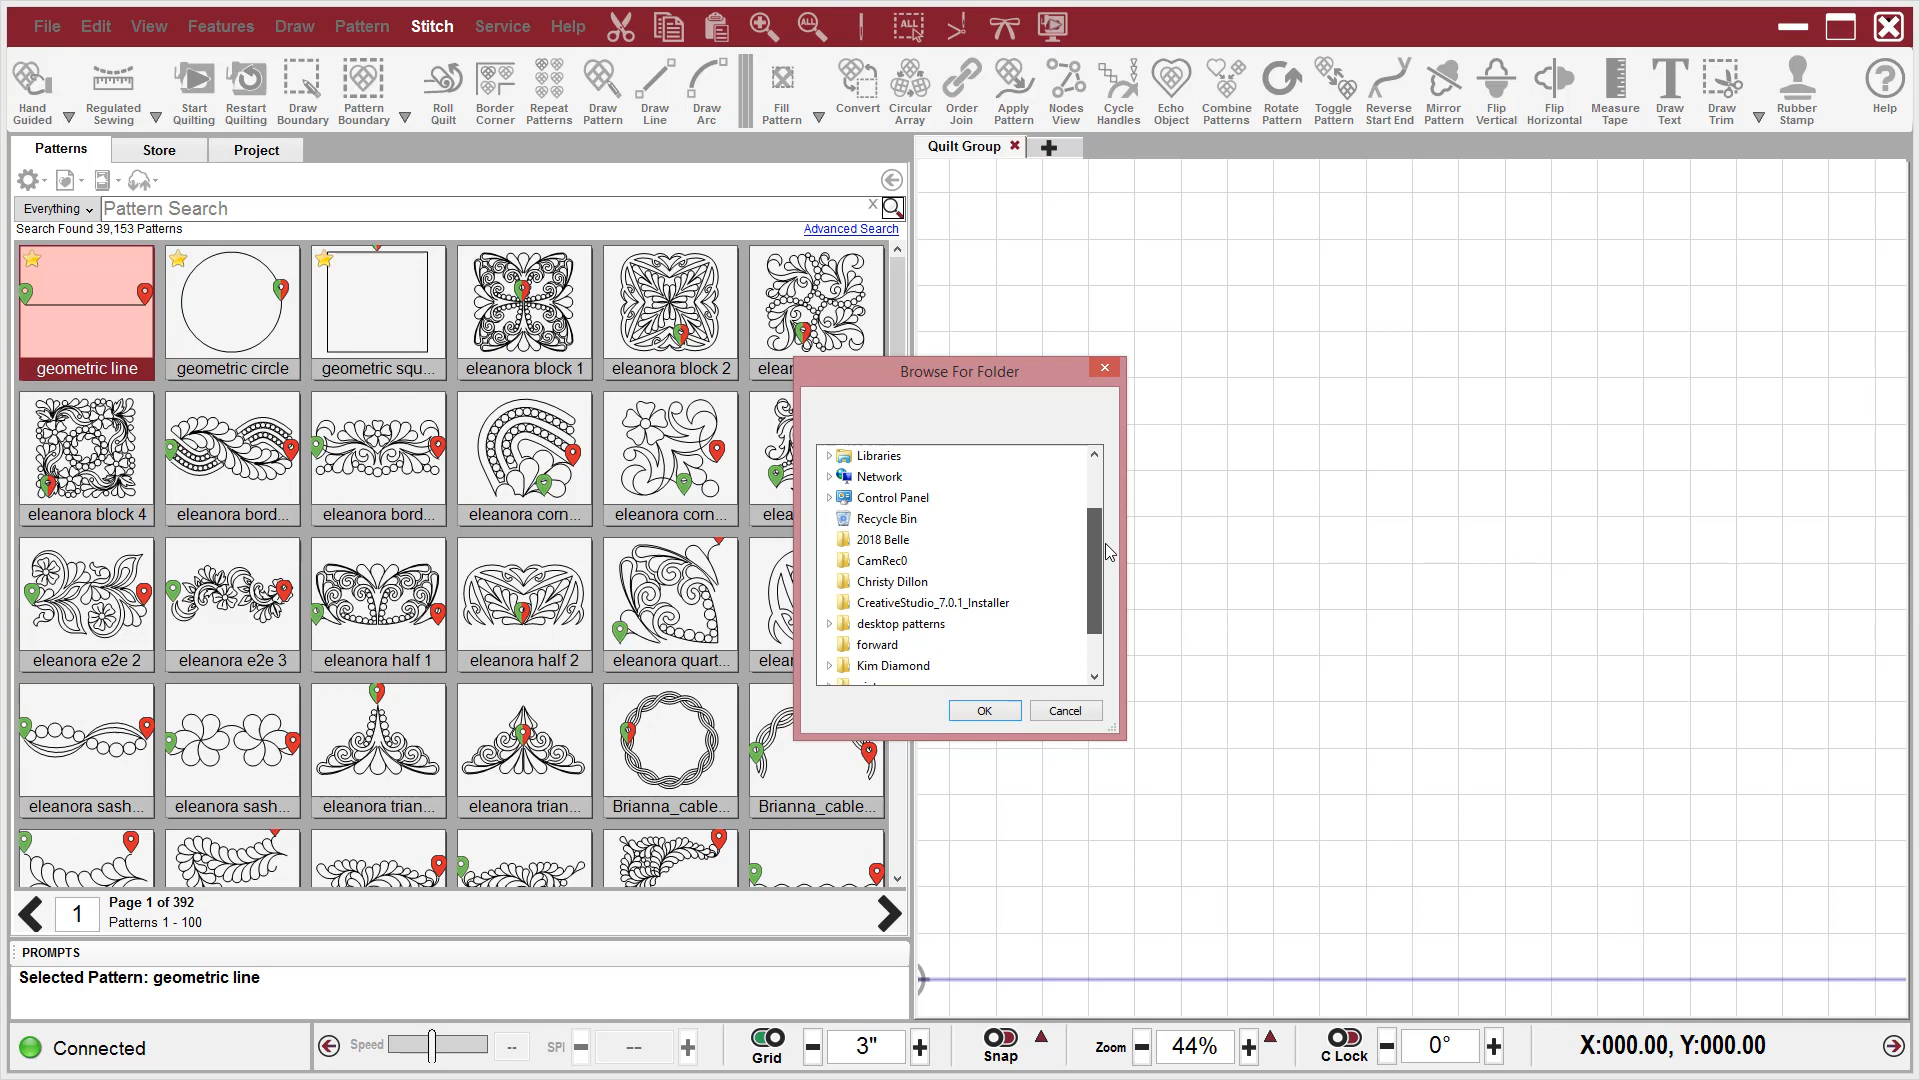 File Edit View Features Draw Pattern Stitch Service Help
ALL
ALL
Hand Guided
Regulated Sewing
Start Quilting
Restart Quilting
Draw Boundary
Pattern Boundary
Roll Quilt
Border Corner
Repeat Patterns
Draw Pattern
Draw Line
Draw Arc
Fill Pattern
Convert
Circular Array
Order Join
Apply Pattern
Nodes View
Cycle Handles
Echo Object
Combine Patterns
Rotate Pattern
Toggle Pattern
Reverse Start End
Mirror Pattern
Flip Vertical
Flip Horizontal
Measure Tape
Draw Text
Draw Trim
Rubber Stamp
Help
Patterns Store Project
Quilt Group
Everything Pattern Search X
Search Found 39,153 Patterns Advanced Search
geometric line geometric circle geometric squ... eleanora block 1 eleanora block 2
eleanora block 4 eleanora bord... eleanora bord... eleanora corn... eleanora corn...
eleanora e2e 2 eleanora e2e 3 eleanora half 1 eleanora half 2 eleanora quart...
eleanora sash... eleanora sash... eleanora trian... eleanora trian... Brianna_cable... Brianna_cable...
Browse For Folder
Libraries
Network
Control Panel
Recycle Bin
2018 Belle
CamRec0
Christy Dillon
CreativeStudio_7.0.1_Installer
desktop patterns
forward
Kim Diamond
OK Cancel
1
Page 1 of 392
Patterns 1 - 100
PROMPTS
Selected Pattern: geometric line
Connected
Speed -- SPI --
Grid 3"
Snap
Zoom 44%
C Lock 0°
X:000.00, Y:000.00